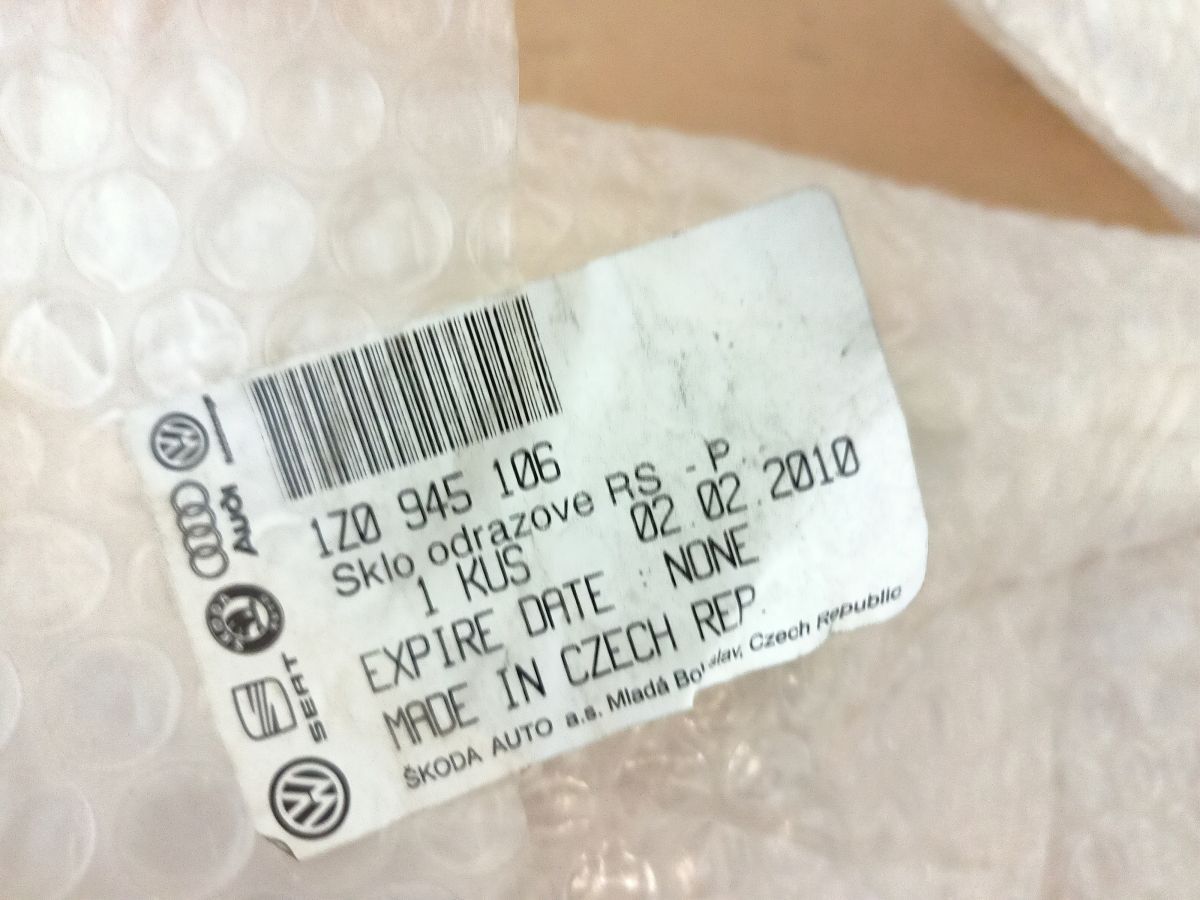 1Z0 945 106
Sklo odrazove RS - P
1 KUS 02.02.2010
EXPIRE DATE : NONE
MADE IN CZECH REP.
ŠKODA AUTO a.s. Mladá Boleslav, Czech Republic
AUDI
SEAT